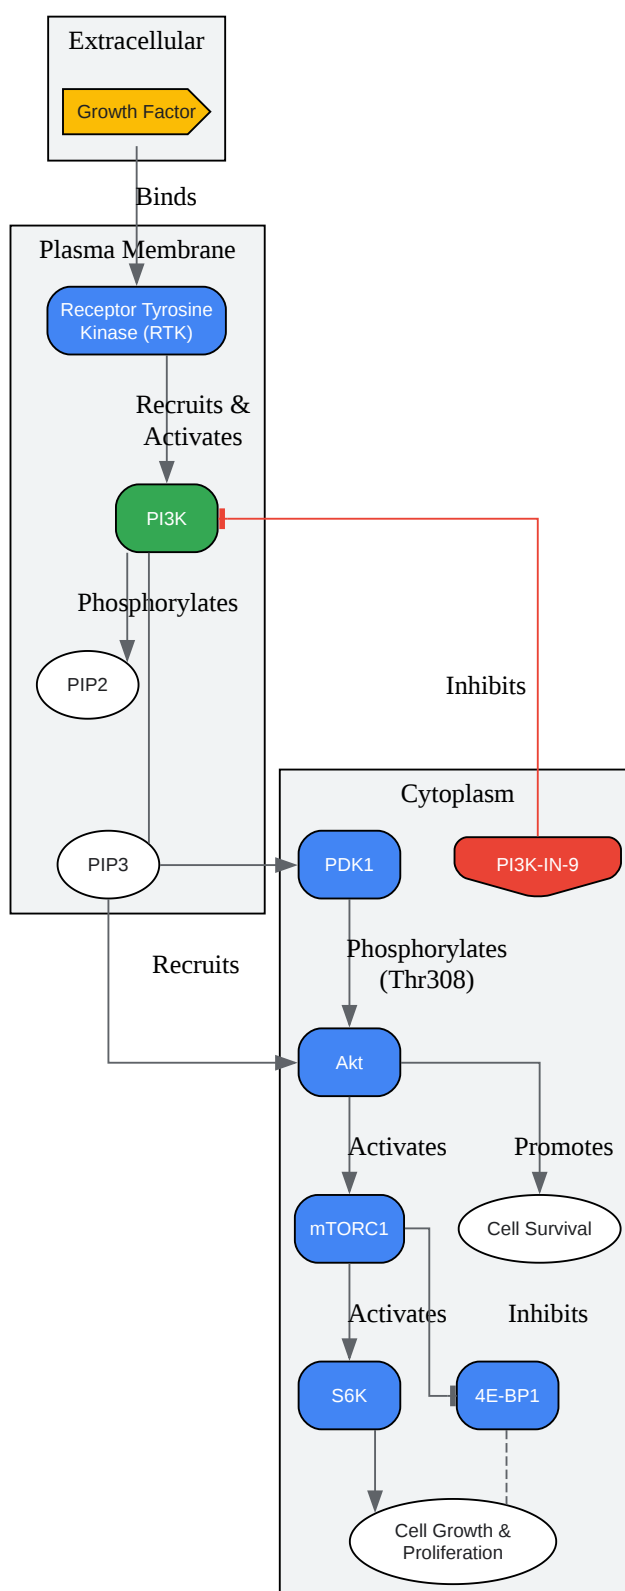 Extracellular
Growth Factor
Binds
Plasma Membrane
Receptor Tyrosine
Kinase (RTK)
Recruits &
Activates
PI3K
Phosphorylates
PIP2
Inhibits
Cytoplasm
PIP3
PDK1
PI3K-IN-9
Phosphorylates
(Thr308)
Recruits
Akt
Activates
Promotes
mTORC1
Cell Survival
Activates
Inhibits
S6K
4E-BP1
Cell Growth &
Proliferation